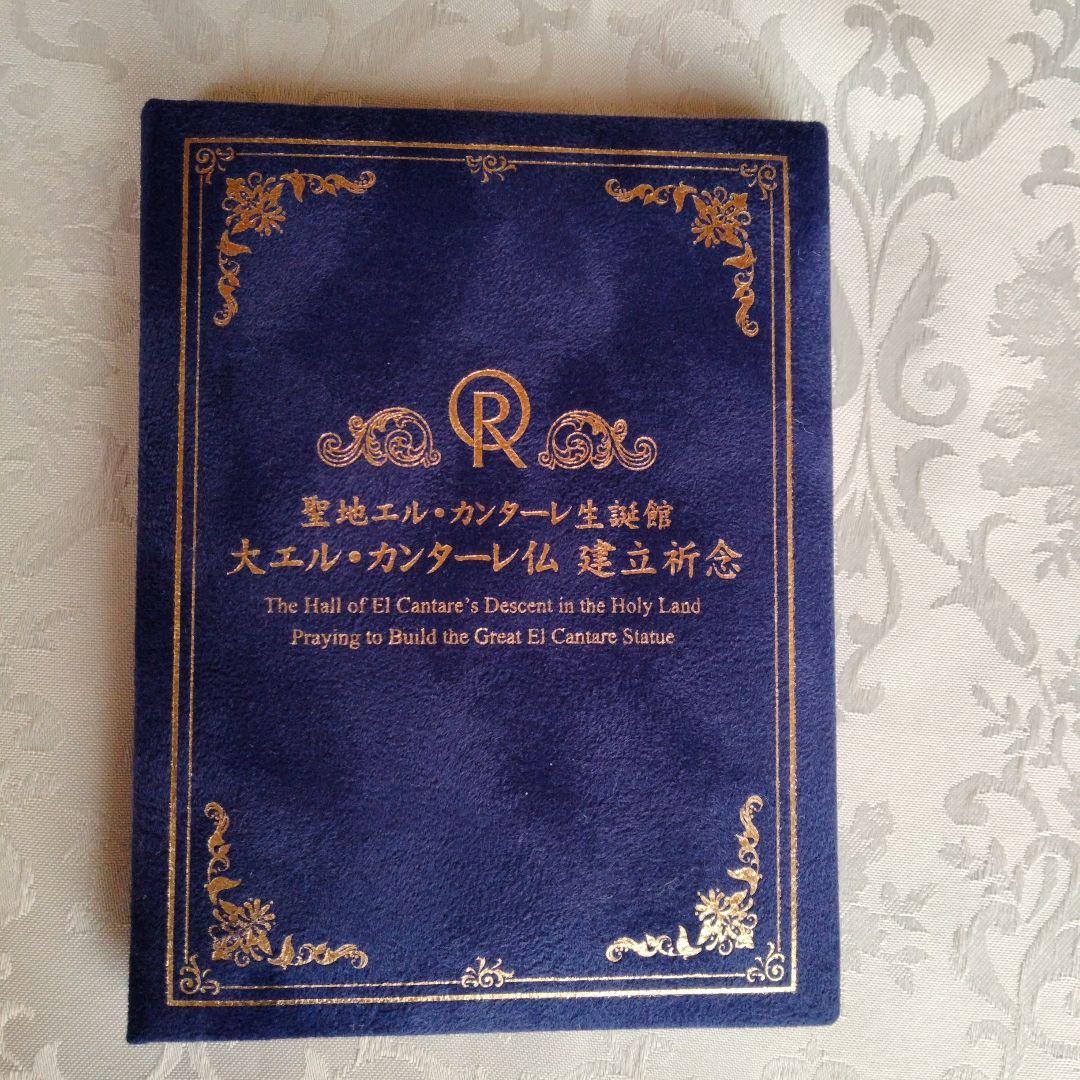 OR
聖地エル・カンターレ生誕館
大エル・カンターレ仏 建立祈念
The Hall of El Cantare's Descent in the Holy Land
Praying to Build the Great El Cantare Statue